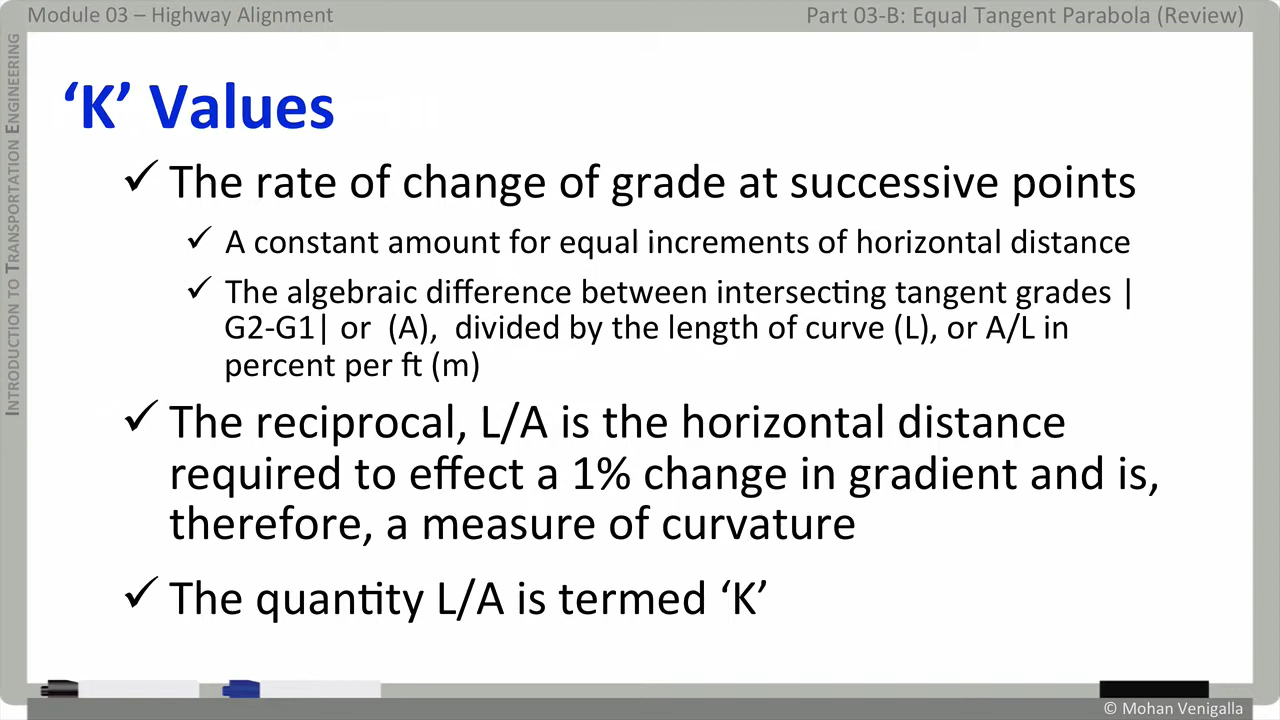 Module 03 – Highway Alignment
Part 03-B: Equal Tangent Parabola (Review)
INTRODUCTION TO TRANSPORTATION ENGINEERING
‘K’ Values
✓ The rate of change of grade at successive points
✓ A constant amount for equal increments of horizontal distance
✓ The algebraic difference between intersecting tangent grades |
G2-G1| or (A), divided by the length of curve (L), or A/L in
percent per ft (m)
✓ The reciprocal, L/A is the horizontal distance
required to effect a 1% change in gradient and is,
therefore, a measure of curvature
✓ The quantity L/A is termed ‘K’
© Mohan Venigalla